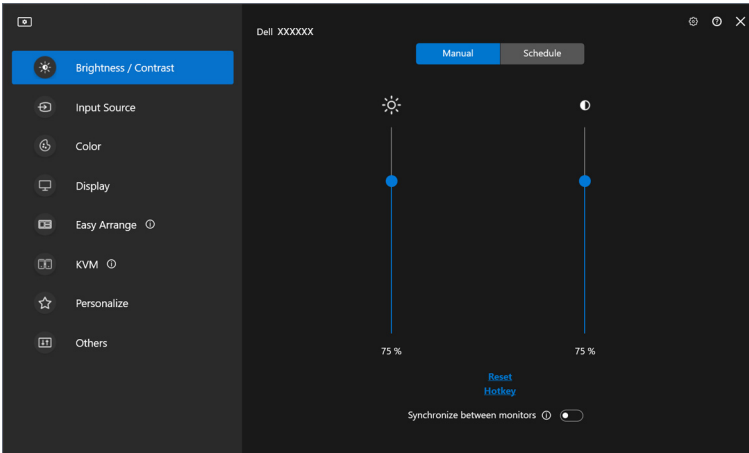 Dell XXXXXX
Manual
Schedule
Brightness / Contrast
Input Source
Color
Display
Easy Arrange
KVM
Personalize
Others
75 %
75 %
Reset
Hotkey
Synchronize between monitors